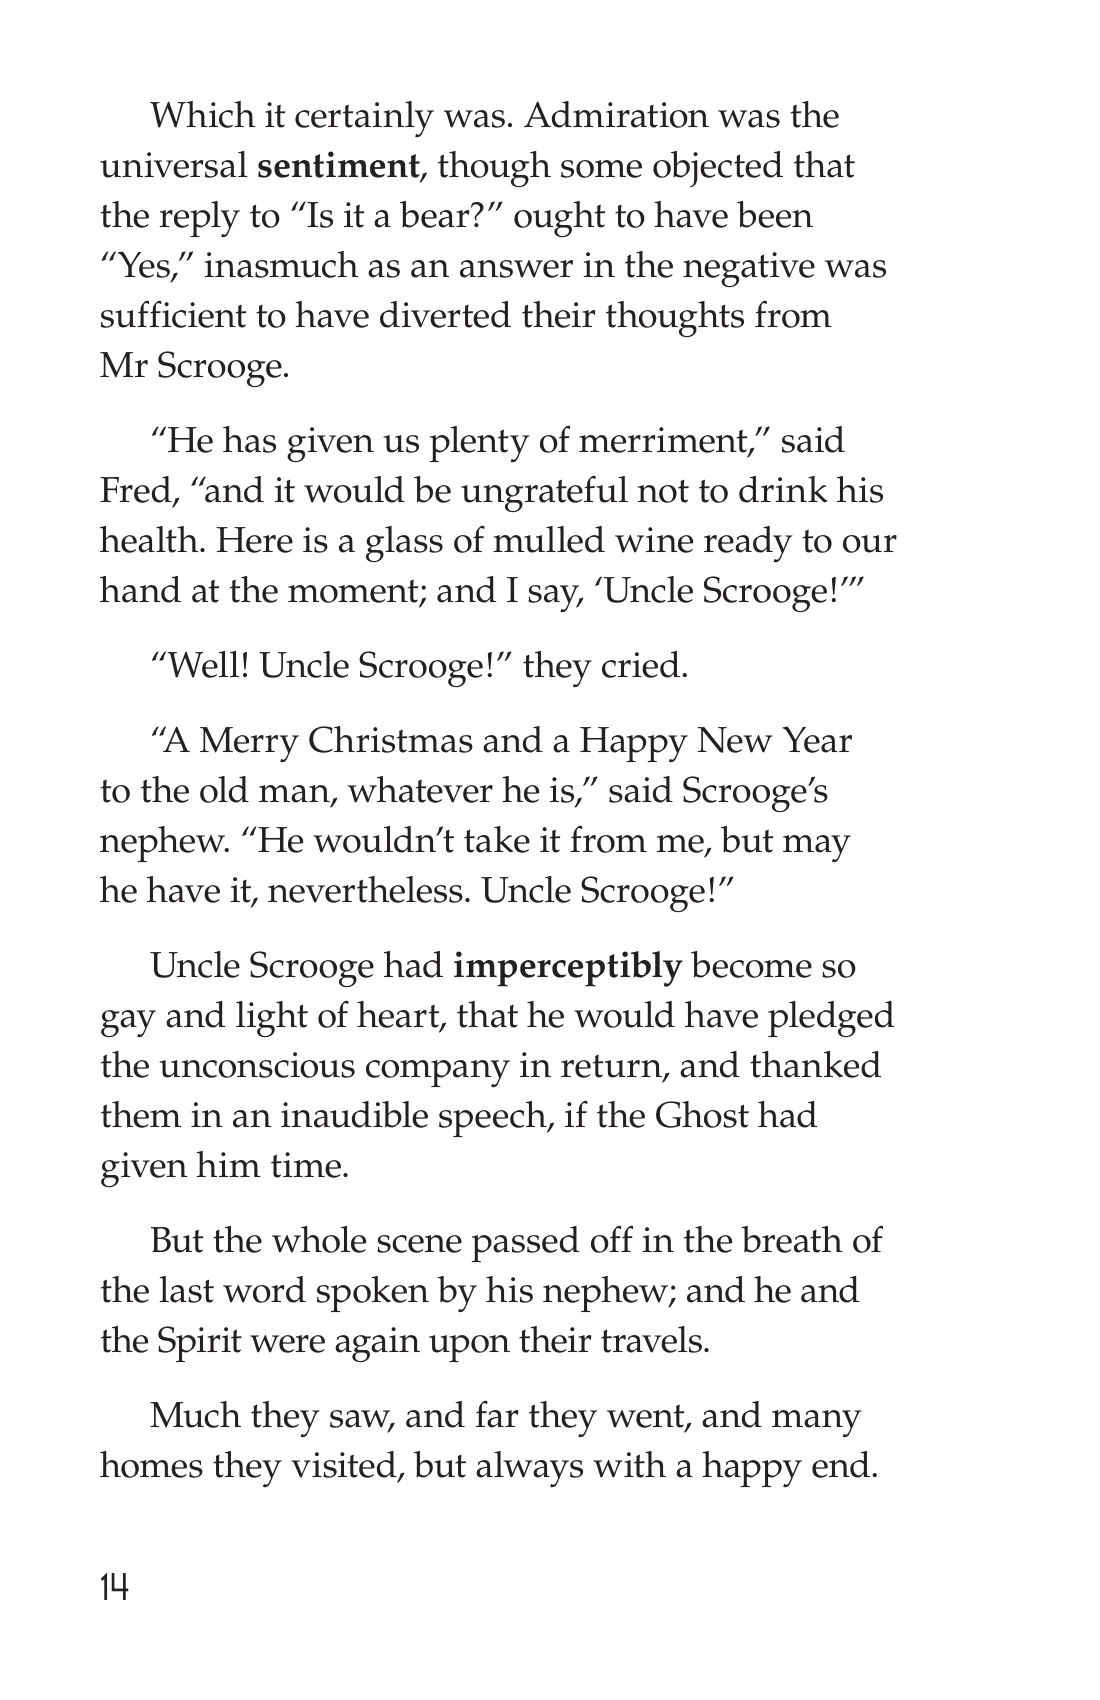 Which it certainly was. Admiration was the
universal sentiment, though some objected that
the reply to “Is it a bear?” ought to have been
“Yes,” inasmuch as an answer in the negative was
sufficient to have diverted their thoughts from
Mr Scrooge.
“He has given us plenty of merriment,” said
Fred, “and it would be ungrateful not to drink his
health. Here is a glass of mulled wine ready to our
hand at the moment; and I say, ‘Uncle Scrooge!’”
“Well! Uncle Scrooge!” they cried.
“A Merry Christmas and a Happy New Year
to the old man, whatever he is,” said Scrooge’s
nephew. “He wouldn’t take it from me, but may
he have it, nevertheless. Uncle Scrooge!”
Uncle Scrooge had imperceptibly become so
gay and light of heart, that he would have pledged
the unconscious company in return, and thanked
them in an inaudible speech, if the Ghost had
given him time.
But the whole scene passed off in the breath of
the last word spoken by his nephew; and he and
the Spirit were again upon their travels.
Much they saw, and far they went, and many
homes they visited, but always with a happy end.
14